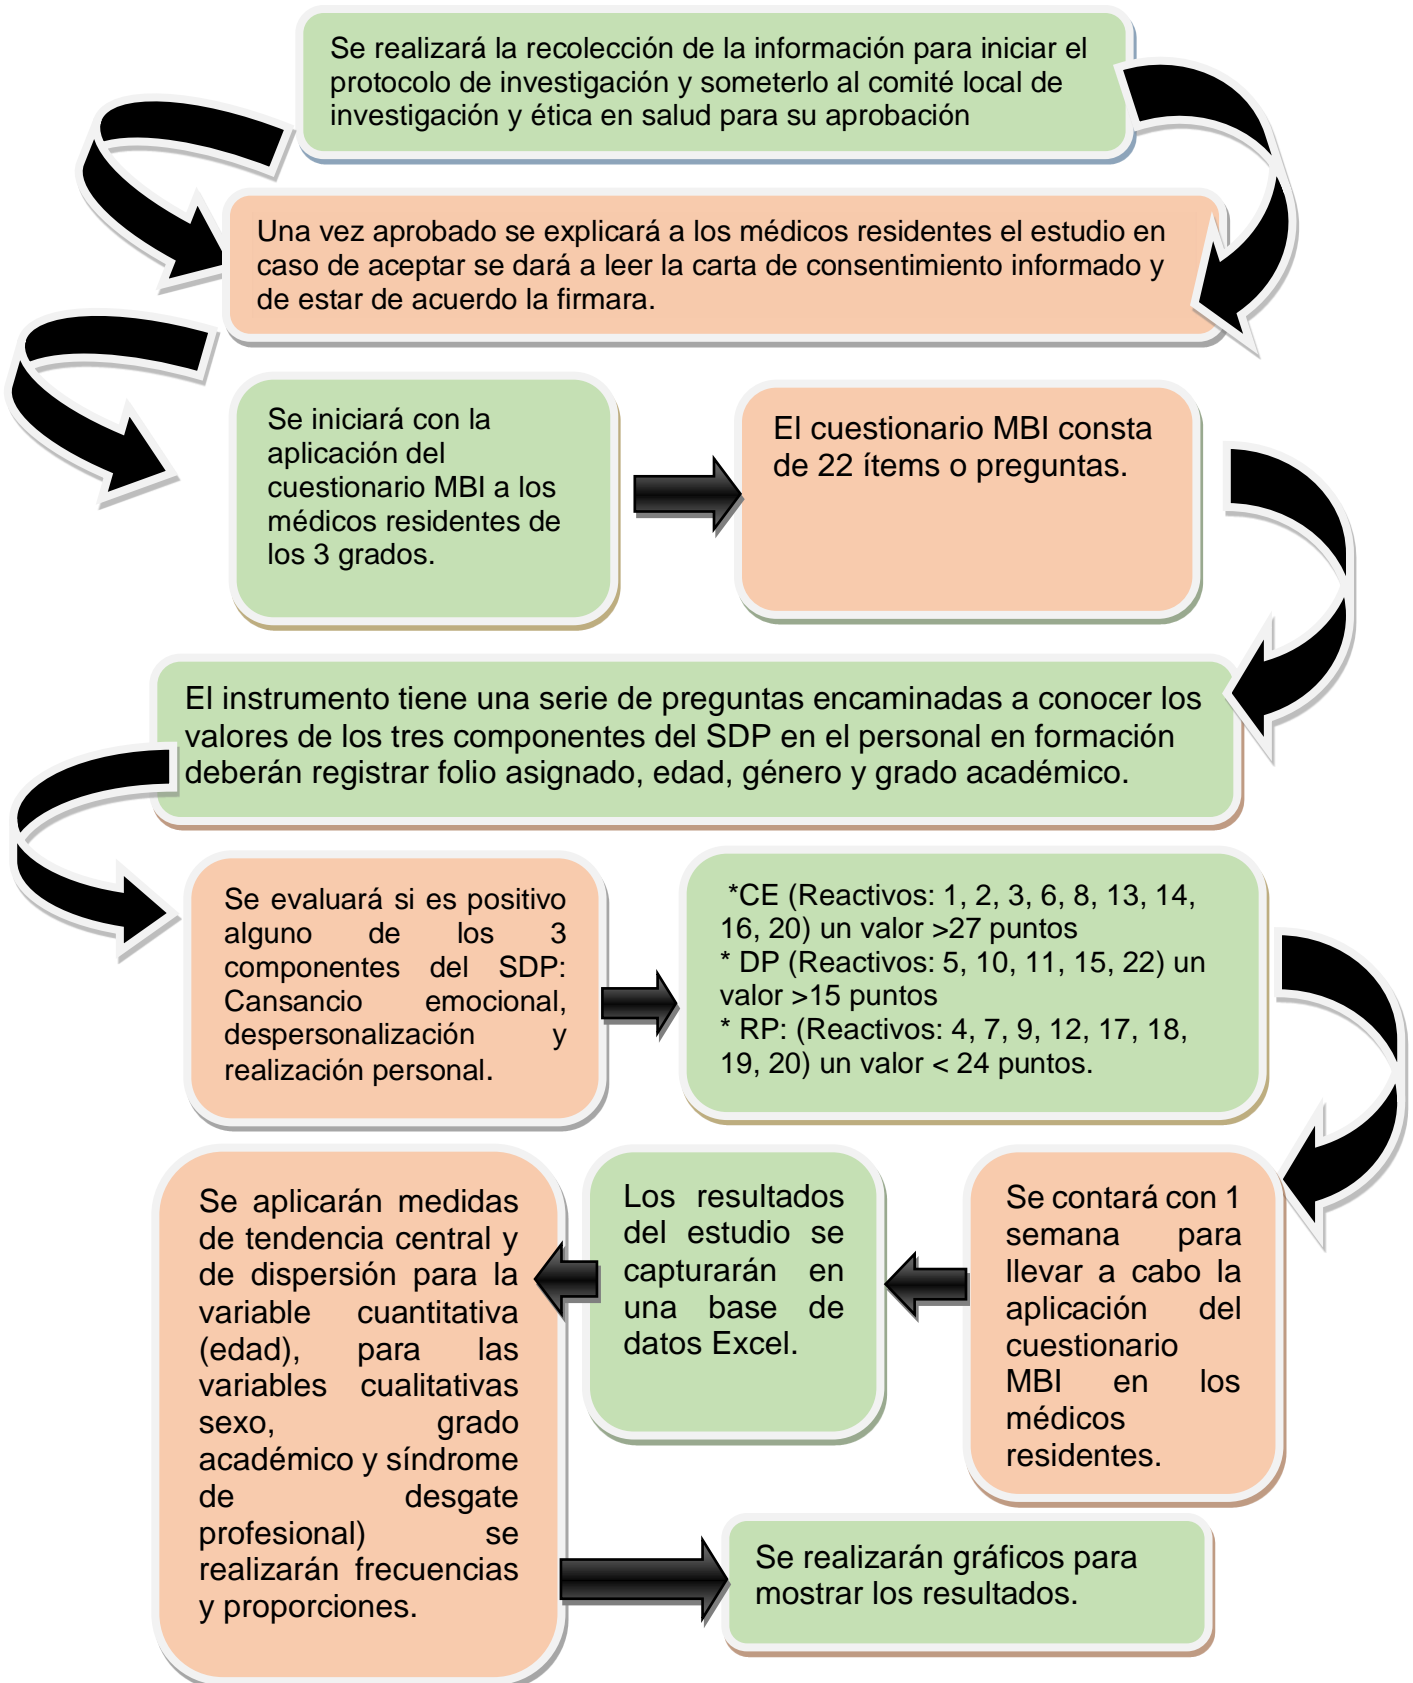 Se realizará la recolección de la información para iniciar el
protocolo de investigación y someterlo al comité local de
investigación y ética en salud para su aprobación
Una vez aprobado se explicará a los médicos residentes el estudio en
caso de aceptar se dará a leer la carta de consentimiento informado y
de estar de acuerdo la firmara.
Se iniciará con la
aplicación del
cuestionario MBI a los
médicos residentes de
los 3 grados.
El cuestionario MBI consta
de 22 ítems o preguntas.
El instrumento tiene una serie de preguntas encaminadas a conocer los
valores de los tres componentes del SDP en el personal en formación
deberán registrar folio asignado, edad, género y grado académico.
Se evaluará si es positivo
alguno de los 3
componentes del SDP:
Cansancio emocional,
despersonalización y
realización personal.
*CE (Reactivos: 1, 2, 3, 6, 8, 13, 14,
16, 20) un valor >27 puntos
* DP (Reactivos: 5, 10, 11, 15, 22) un
valor >15 puntos
* RP: (Reactivos: 4, 7, 9, 12, 17, 18,
19, 20) un valor < 24 puntos.
Se contará con 1
semana para
llevar a cabo la
aplicación del
cuestionario
MBI en los
médicos
residentes.
Los resultados
del estudio se
capturarán en
una base de
datos Excel.
Se aplicarán medidas
de tendencia central y
de dispersión para la
variable cuantitativa
(edad), para las
variables cualitativas
sexo, grado
académico y síndrome
de desgate
profesional) se
realizarán frecuencias
y proporciones.
Se realizarán gráficos para
mostrar los resultados.